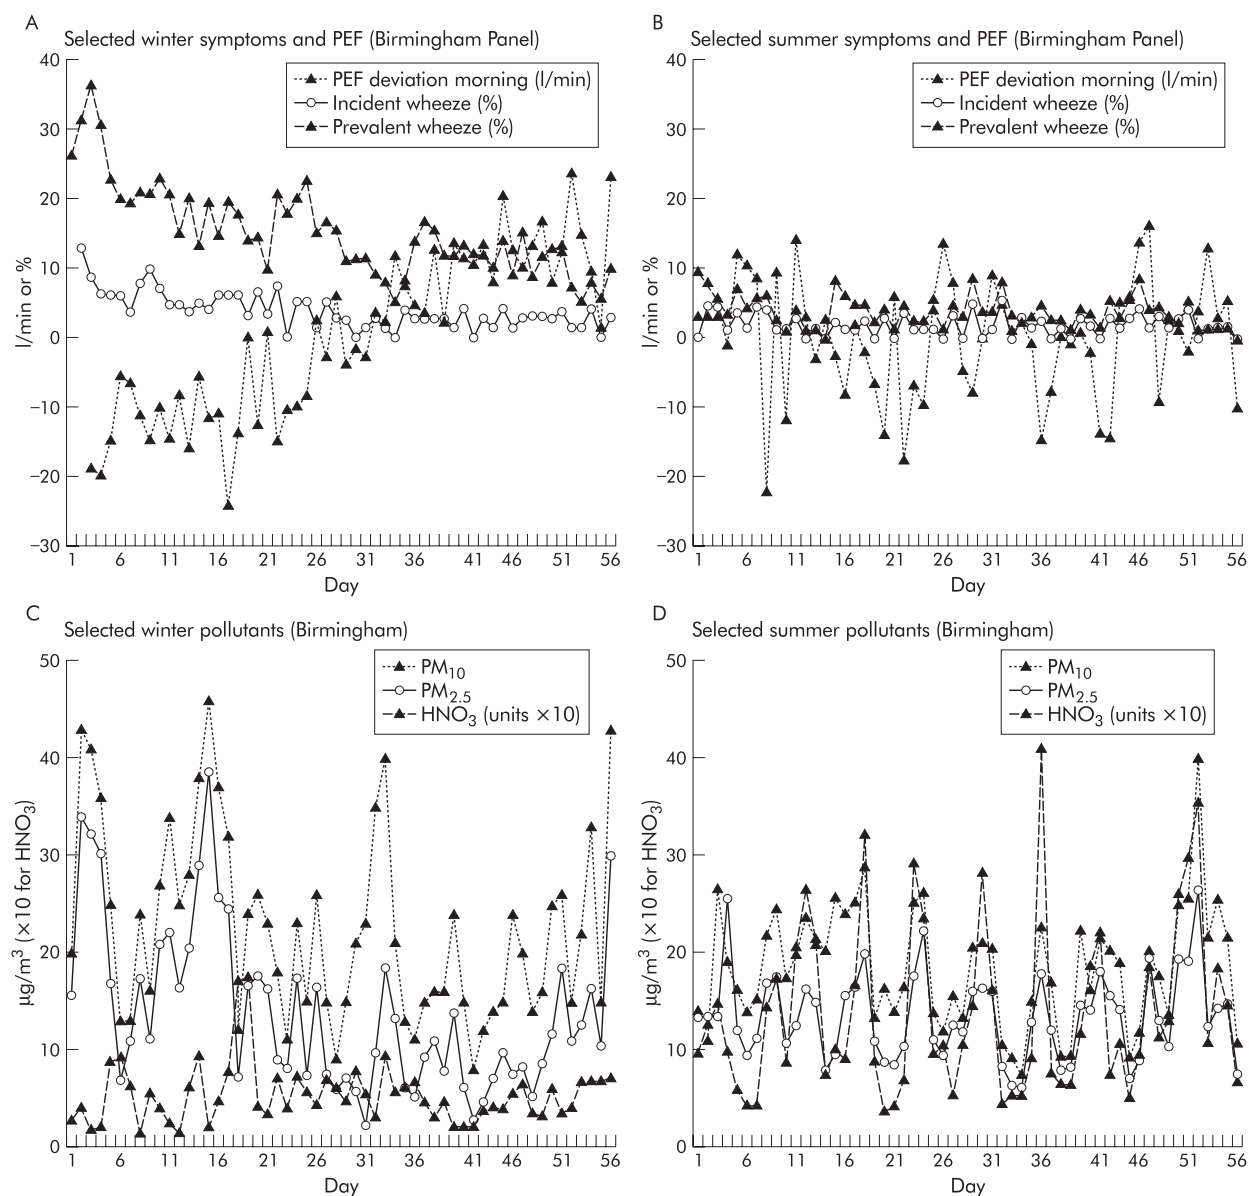 A
Selected winter symptoms and PEF (Birmingham Panel)
40
30
20
10
0
−10
−20
−30
l/min or %
PEF deviation morning (l/min)
Incident wheeze (%)
Prevalent wheeze (%)
1 6 11 16 21 26 31 36 41 46 51 56
Day
B
Selected summer symptoms and PEF (Birmingham Panel)
40
30
20
10
0
−10
−20
−30
l/min or %
PEF deviation morning (l/min)
Incident wheeze (%)
Prevalent wheeze (%)
1 6 11 16 21 26 31 36 41 46 51 56
Day
C
Selected winter pollutants (Birmingham)
50
40
30
20
10
0
µg/m³ (×10 for HNO₃)
PM₁₀
PM₂.₅
HNO₃ (units ×10)
1 6 11 16 21 26 31 36 41 46 51 56
Day
D
Selected summer pollutants (Birmingham)
50
40
30
20
10
0
µg/m³ (×10 for HNO₃)
PM₁₀
PM₂.₅
HNO₃ (units ×10)
1 6 11 16 21 26 31 36 41 46 51 56
Day